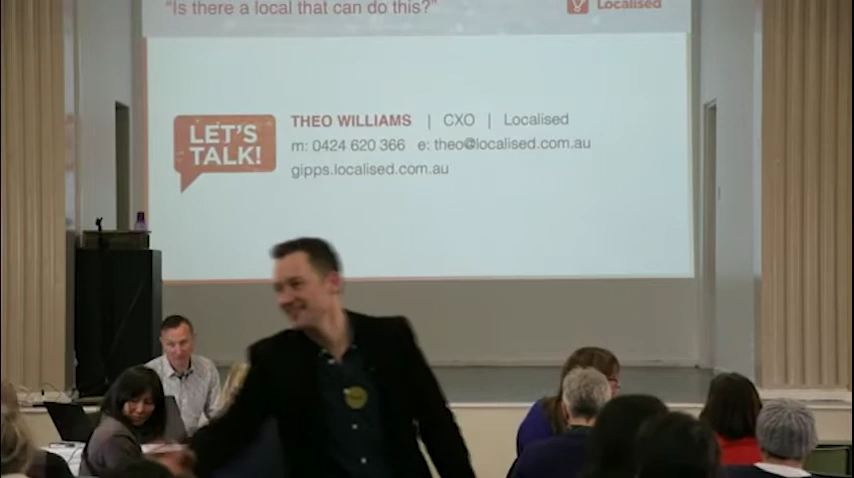 "Is there a local that can do this?"
Localised
LET'S
TALK!
THEO WILLIAMS | CXO | Localised
m: 0424 620 366 e: theo@localised.com.au
gipps.localised.com.au